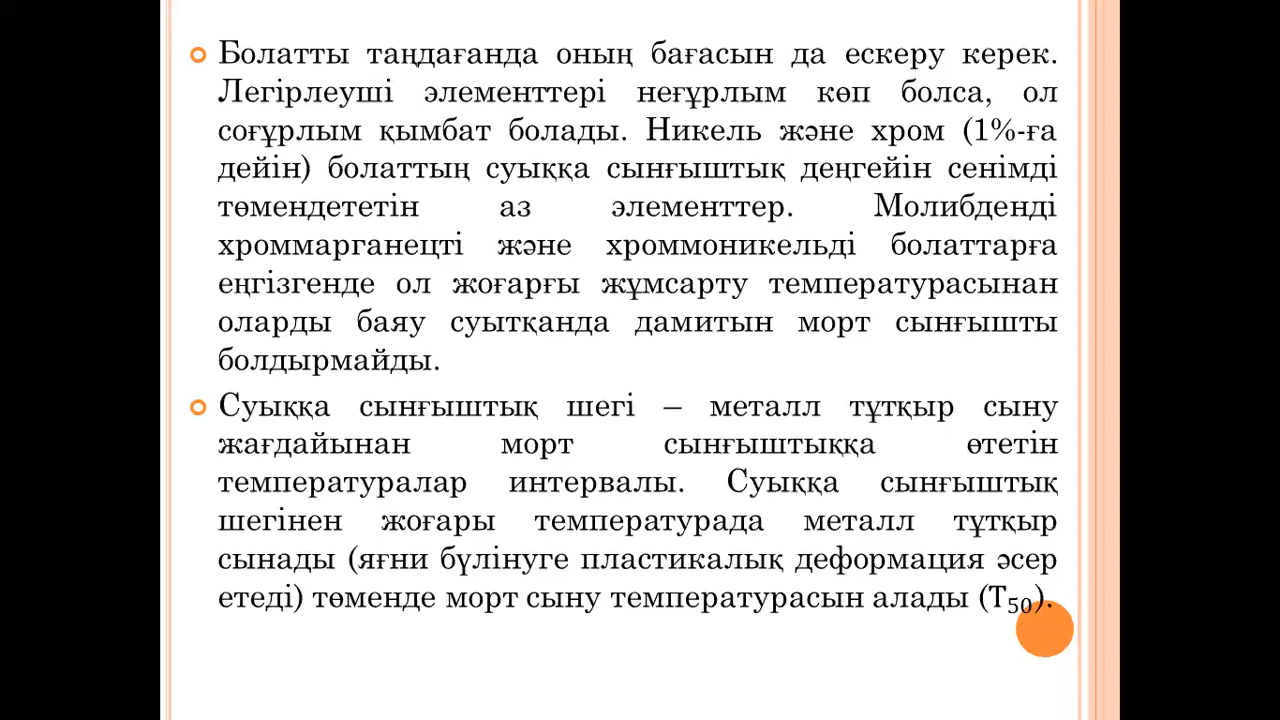 Болатты таңдағанда оның бағасын да ескеру керек.
Легірлеуші элементтері неғұрлым көп болса, ол
соғұрлым қымбат болады. Никель және хром (1%-ға
дейін) болаттың суыққа сынғыштық деңгейін сенімді
төмендететін аз элементтер. Молибденді
хроммарганецті және хроммоникельді болаттарға
еңгізгенде ол жоғарғы жұмсарту температурасынан
оларды баяу суытқанда дамитын морт сынғышты
болдырмайды.
Суыққа сынғыштық шегі – металл тұтқыр сыну
жағдайынан морт сынғыштыққа өтетін
температуралар интервалы. Суыққа сынғыштық
шегінен жоғары температурада металл тұтқыр
сынады (яғни бүлінуге пластикалық деформация әсер
етеді) төменде морт сыну температурасын алады (T₅₀).